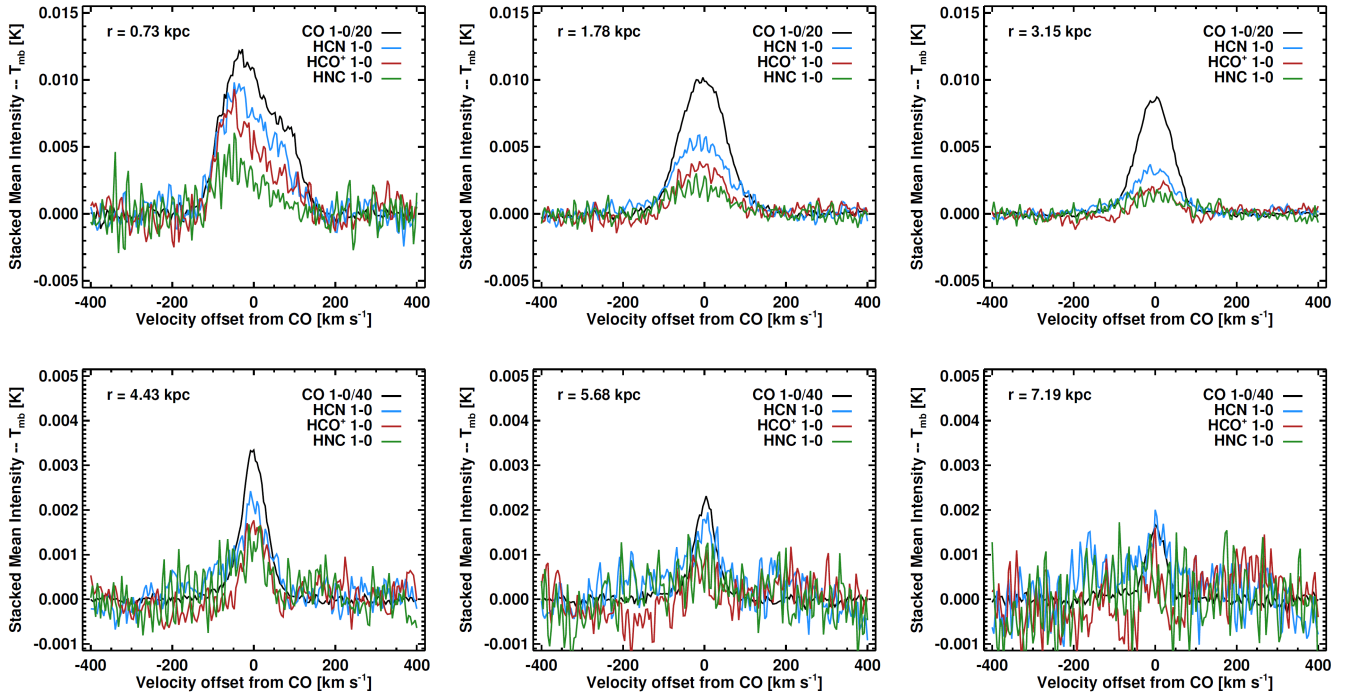 0.015
0.010
0.005
0.000
-0.005
Stacked Mean Intensity -- Tmb [K]
r = 0.73 kpc
CO 1-0/20
HCN 1-0
HCO+ 1-0
HNC 1-0
-400 -200 0 200 400
Velocity offset from CO [km s-1]
0.015
0.010
0.005
0.000
-0.005
Stacked Mean Intensity -- Tmb [K]
r = 1.78 kpc
CO 1-0/20
HCN 1-0
HCO+ 1-0
HNC 1-0
-400 -200 0 200 400
Velocity offset from CO [km s-1]
0.015
0.010
0.005
0.000
-0.005
Stacked Mean Intensity -- Tmb [K]
r = 3.15 kpc
CO 1-0/20
HCN 1-0
HCO+ 1-0
HNC 1-0
-400 -200 0 200 400
Velocity offset from CO [km s-1]
0.005
0.004
0.003
0.002
0.001
0.000
-0.001
Stacked Mean Intensity -- Tmb [K]
r = 4.43 kpc
CO 1-0/40
HCN 1-0
HCO+ 1-0
HNC 1-0
-400 -200 0 200 400
Velocity offset from CO [km s-1]
0.005
0.004
0.003
0.002
0.001
0.000
-0.001
Stacked Mean Intensity -- Tmb [K]
r = 5.68 kpc
CO 1-0/40
HCN 1-0
HCO+ 1-0
HNC 1-0
-400 -200 0 200 400
Velocity offset from CO [km s-1]
0.005
0.004
0.003
0.002
0.001
0.000
-0.001
Stacked Mean Intensity -- Tmb [K]
r = 7.19 kpc
CO 1-0/40
HCN 1-0
HCO+ 1-0
HNC 1-0
-400 -200 0 200 400
Velocity offset from CO [km s-1]